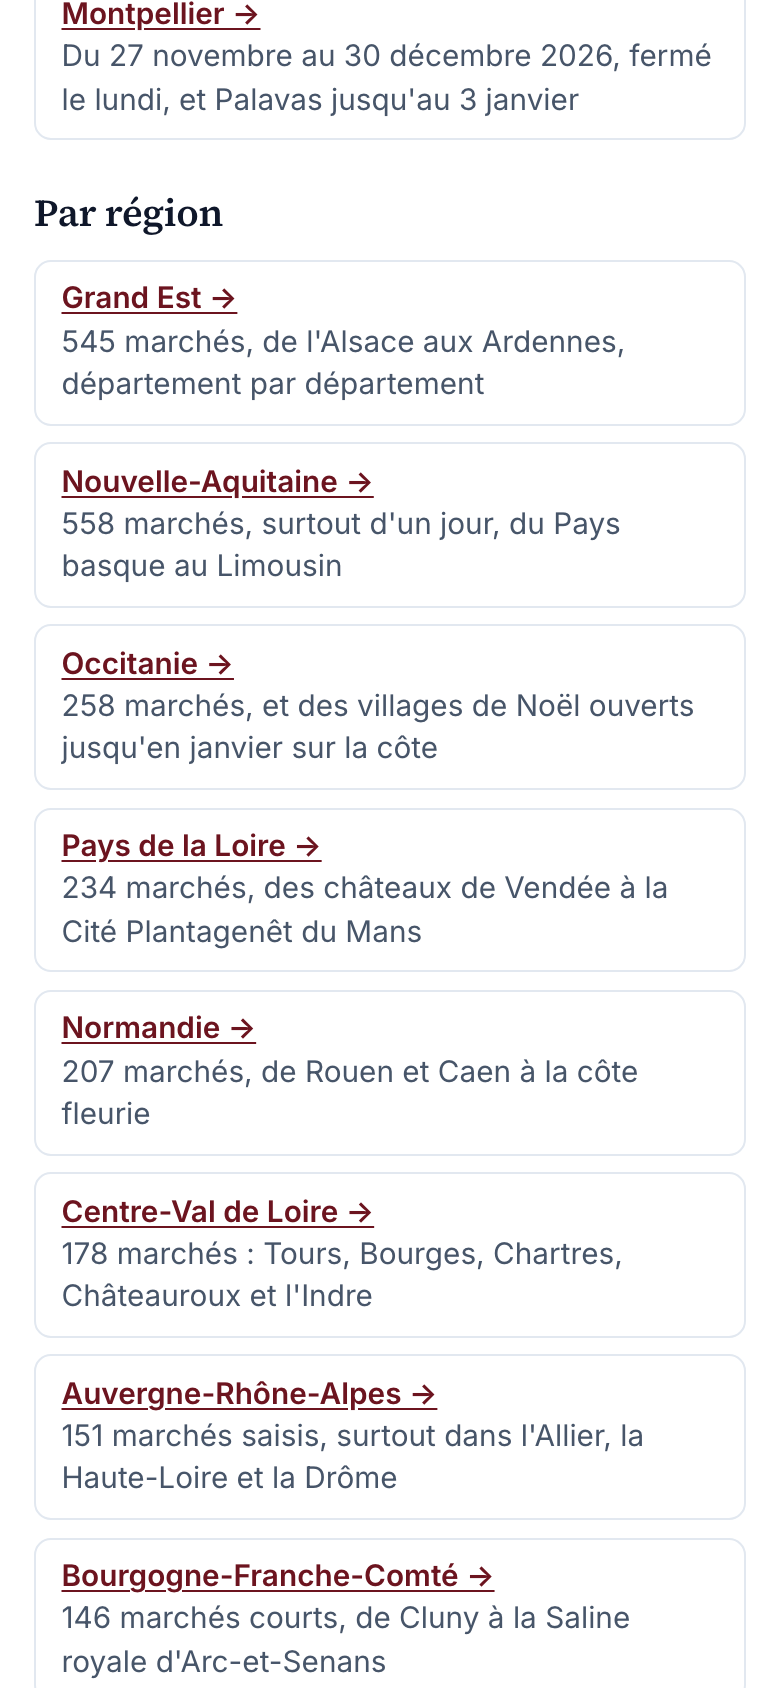 Montpellier →
Du 27 novembre au 30 décembre 2026, fermé
le lundi, et Palavas jusqu'au 3 janvier
Par région
Grand Est →
545 marchés, de l'Alsace aux Ardennes,
département par département
Nouvelle-Aquitaine →
558 marchés, surtout d'un jour, du Pays
basque au Limousin
Occitanie →
258 marchés, et des villages de Noël ouverts
jusqu'en janvier sur la côte
Pays de la Loire →
234 marchés, des châteaux de Vendée à la
Cité Plantagenêt du Mans
Normandie →
207 marchés, de Rouen et Caen à la côte
fleurie
Centre-Val de Loire →
178 marchés : Tours, Bourges, Chartres,
Châteauroux et l'Indre
Auvergne-Rhône-Alpes →
151 marchés saisis, surtout dans l'Allier, la
Haute-Loire et la Drôme
Bourgogne-Franche-Comté →
146 marchés courts, de Cluny à la Saline
royale d'Arc-et-Senans